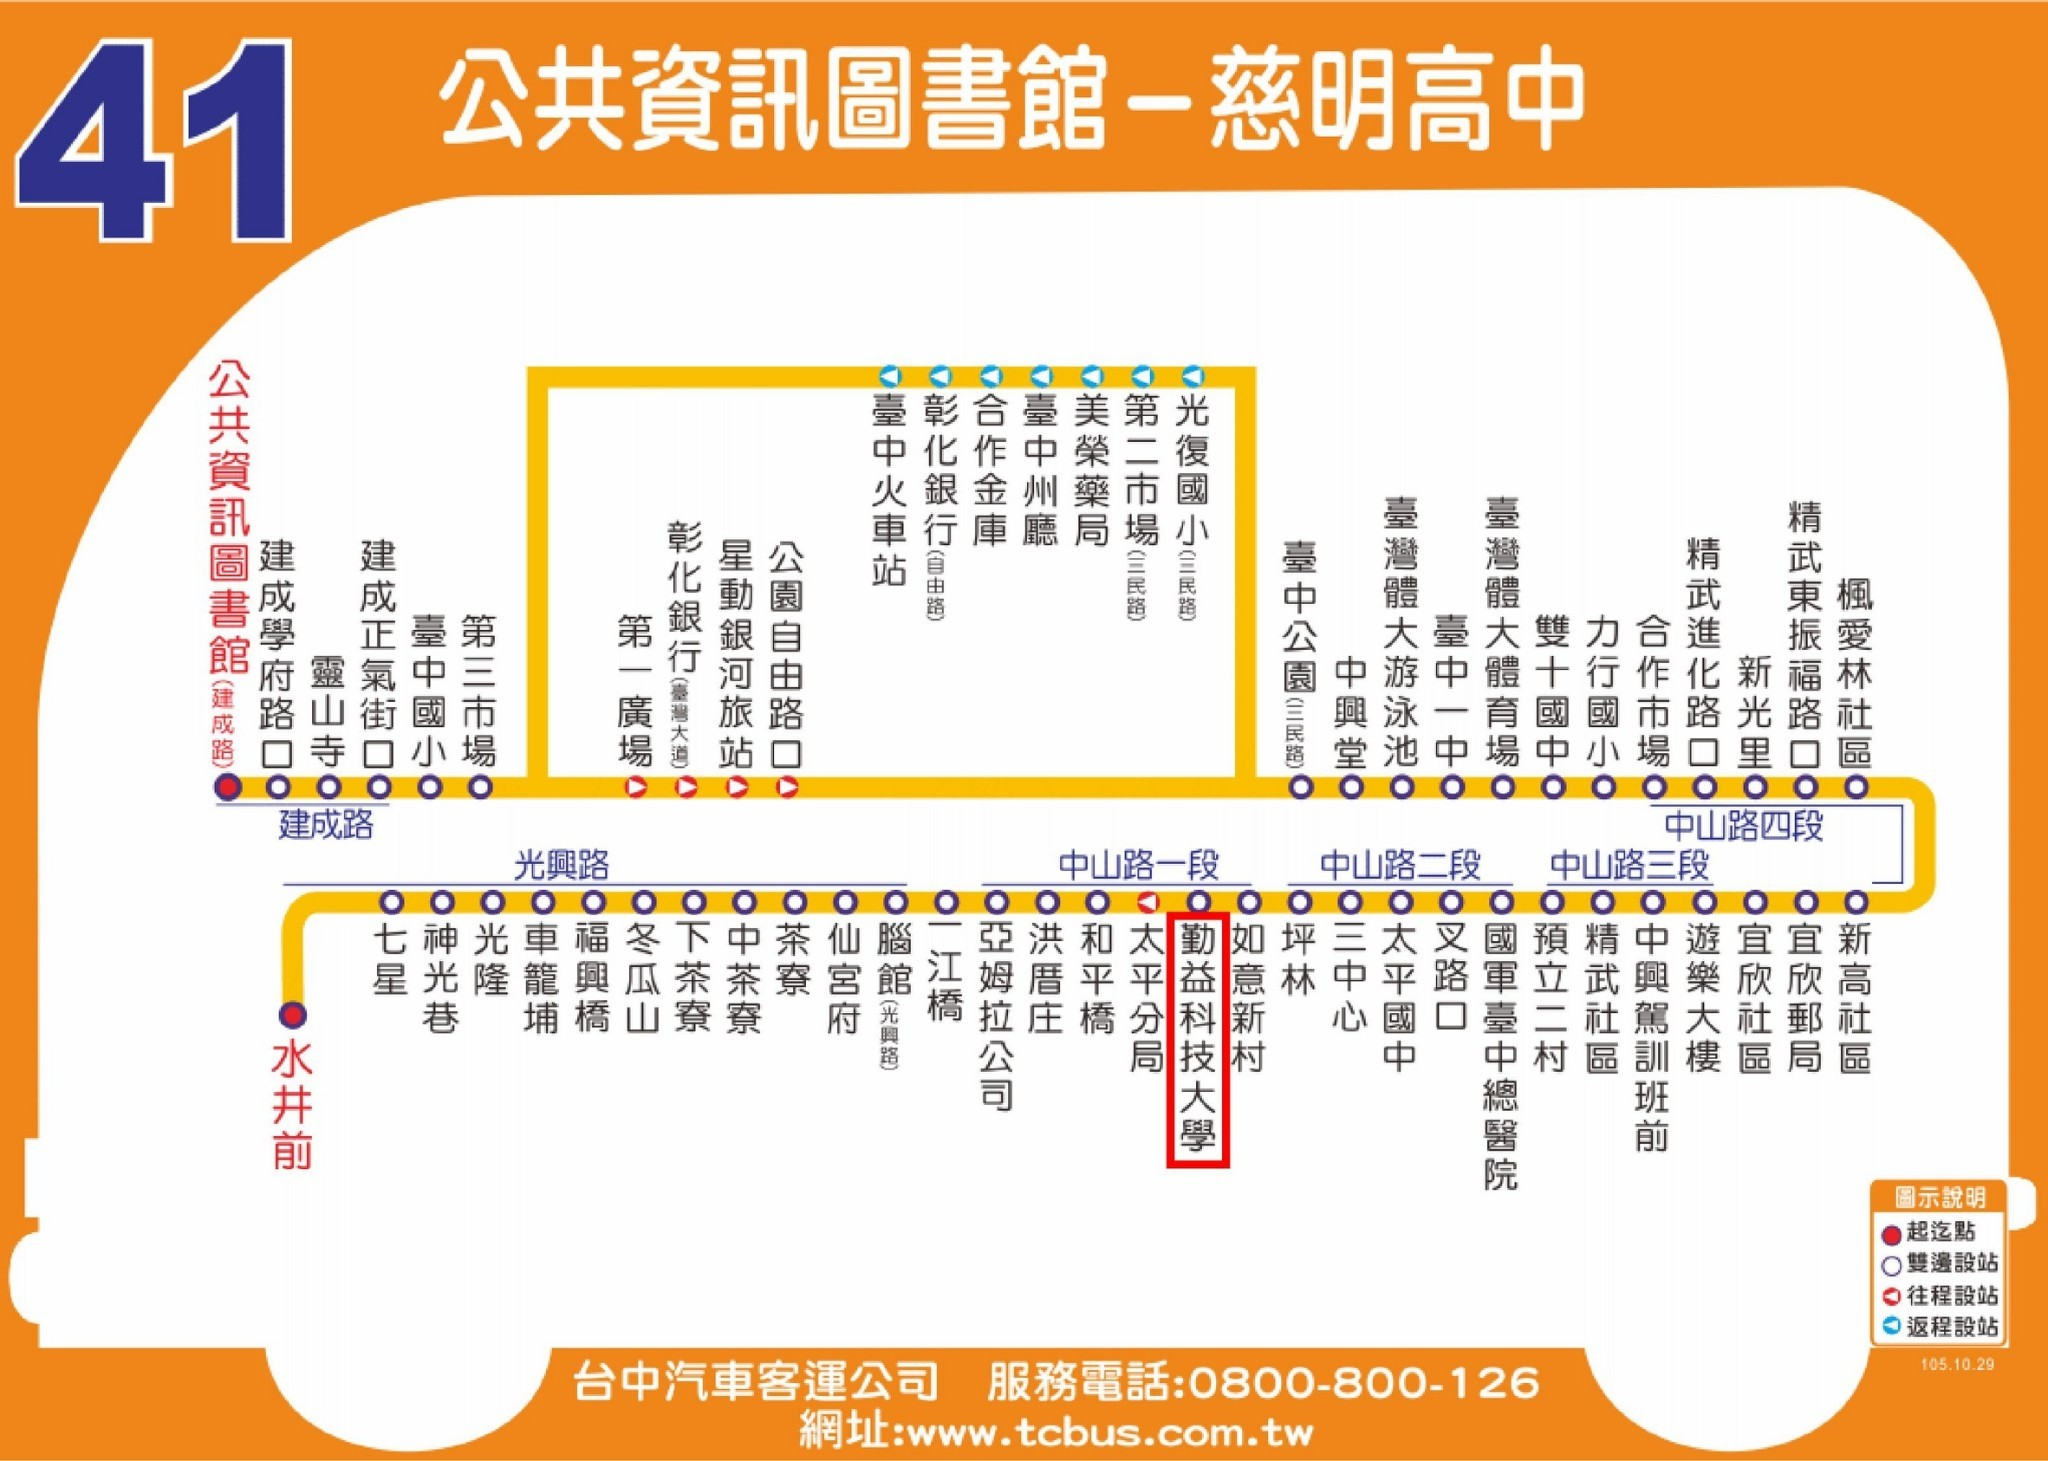 41
公共資訊圖書館－慈明高中
公共資訊圖書館(建成路)
建成學府路口
靈山寺
建成正氣街口
臺中國小
第三市場
第一廣場
彰化銀行(臺灣大道)
星動銀河旅站
公園自由路口
臺中火車站
彰化銀行(自由路)
合作金庫
臺中州廳
美榮藥局
第二市場(三民路)
光復國小(三民路)
臺中公園(三民路)
中興堂
臺灣體大游泳池
臺中一中
臺灣體大體育場
雙十國中
力行國小
合作市場
精武進化路口
新光里
精武東振福路口
楓愛林社區
建成路
中山路四段
光興路
中山路一段
中山路二段
中山路三段
水井前
七星
神光巷
光隆
車籠埔
福興橋
冬瓜山
下茶寮
中茶寮
茶寮
仙宮府
腦館(光興路)
一江橋
亞姆拉公司
洪厝庄
和平橋
太平分局
勤益科技大學
如意新村
坪林
三中心
太平國中
叉路口
國軍臺中總醫院
預立二村
精武社區
中興駕訓班前
遊樂大樓
宜欣社區
宜欣郵局
新高社區
圖示說明
起迄點
雙邊設站
往程設站
返程設站
105.10.29
台中汽車客運公司　服務電話:0800-800-126
網址:www.tcbus.com.tw